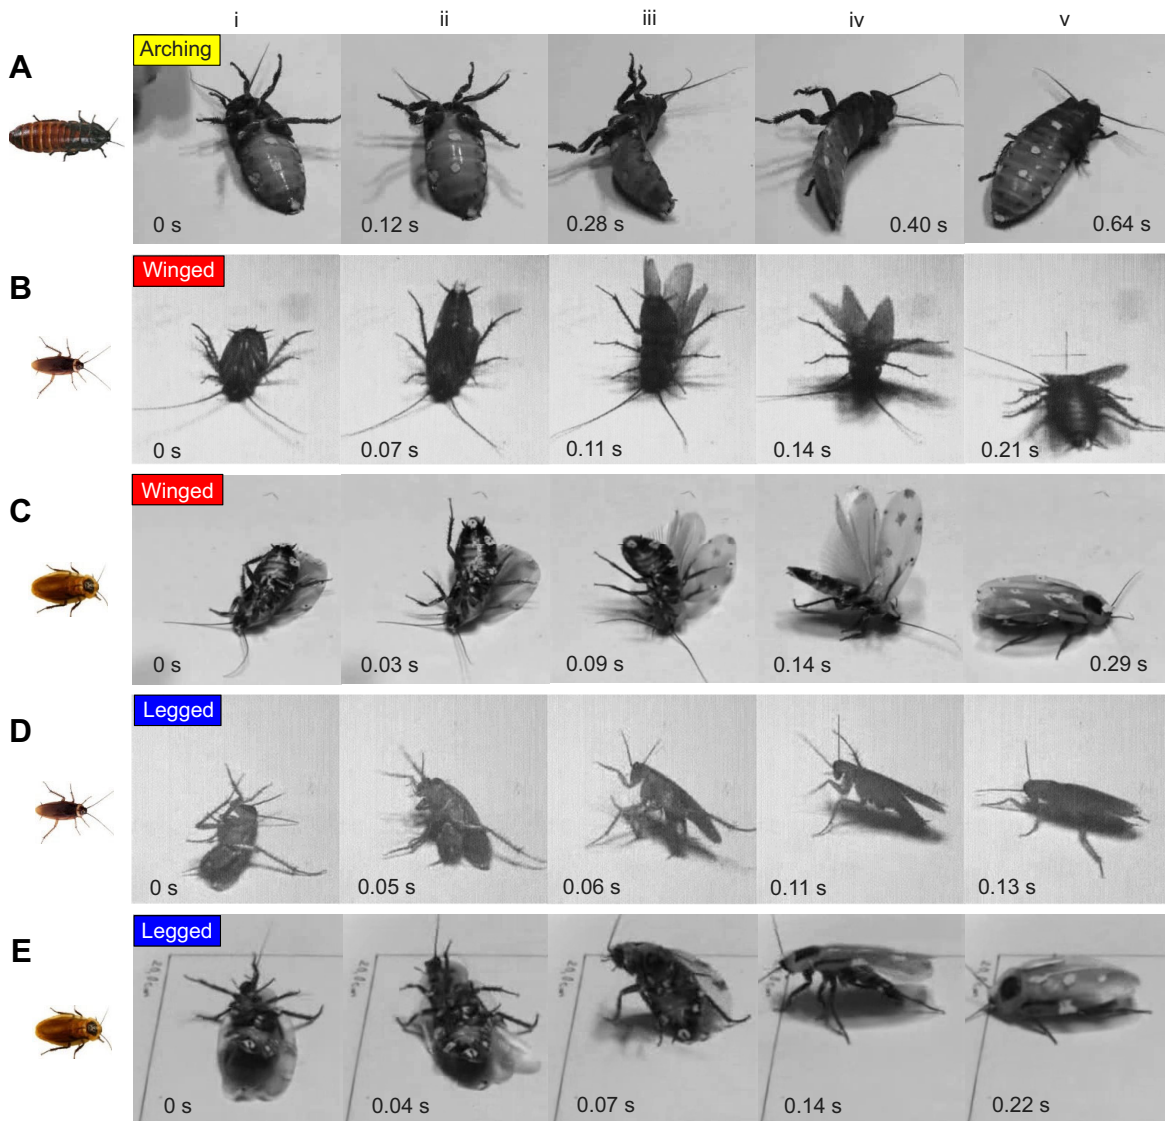 i ii iii iv v
A Arching
0 s 0.12 s 0.28 s 0.40 s 0.64 s
B Winged
0 s 0.07 s 0.11 s 0.14 s 0.21 s
C Winged
0 s 0.03 s 0.09 s 0.14 s 0.29 s
D Legged
0 s 0.05 s 0.06 s 0.11 s 0.13 s
E Legged
0 s 0.04 s 0.07 s 0.14 s 0.22 s